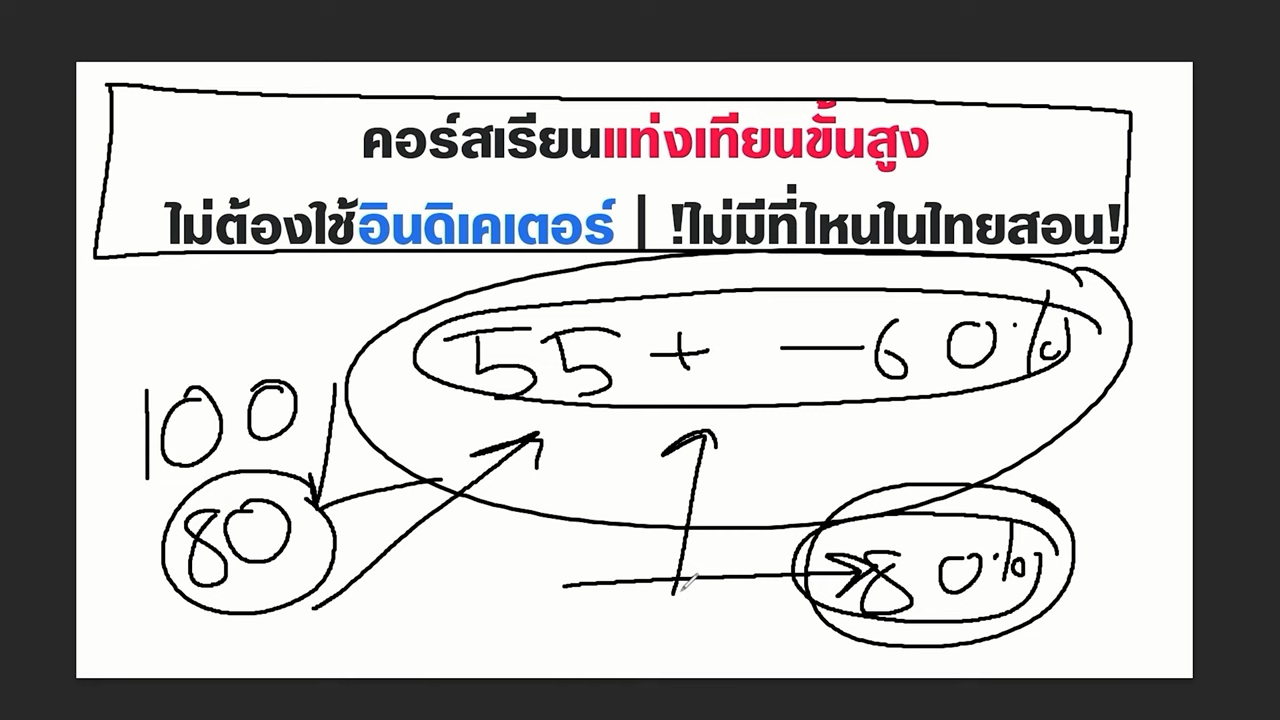 คอร์สเรียนแท่งเทียนขั้นสูง
ไม่ต้องใช้อินดิเคเตอร์ | !ไม่มีที่ไหนในไทยสอน!
55+ - 60%
100
80
80%